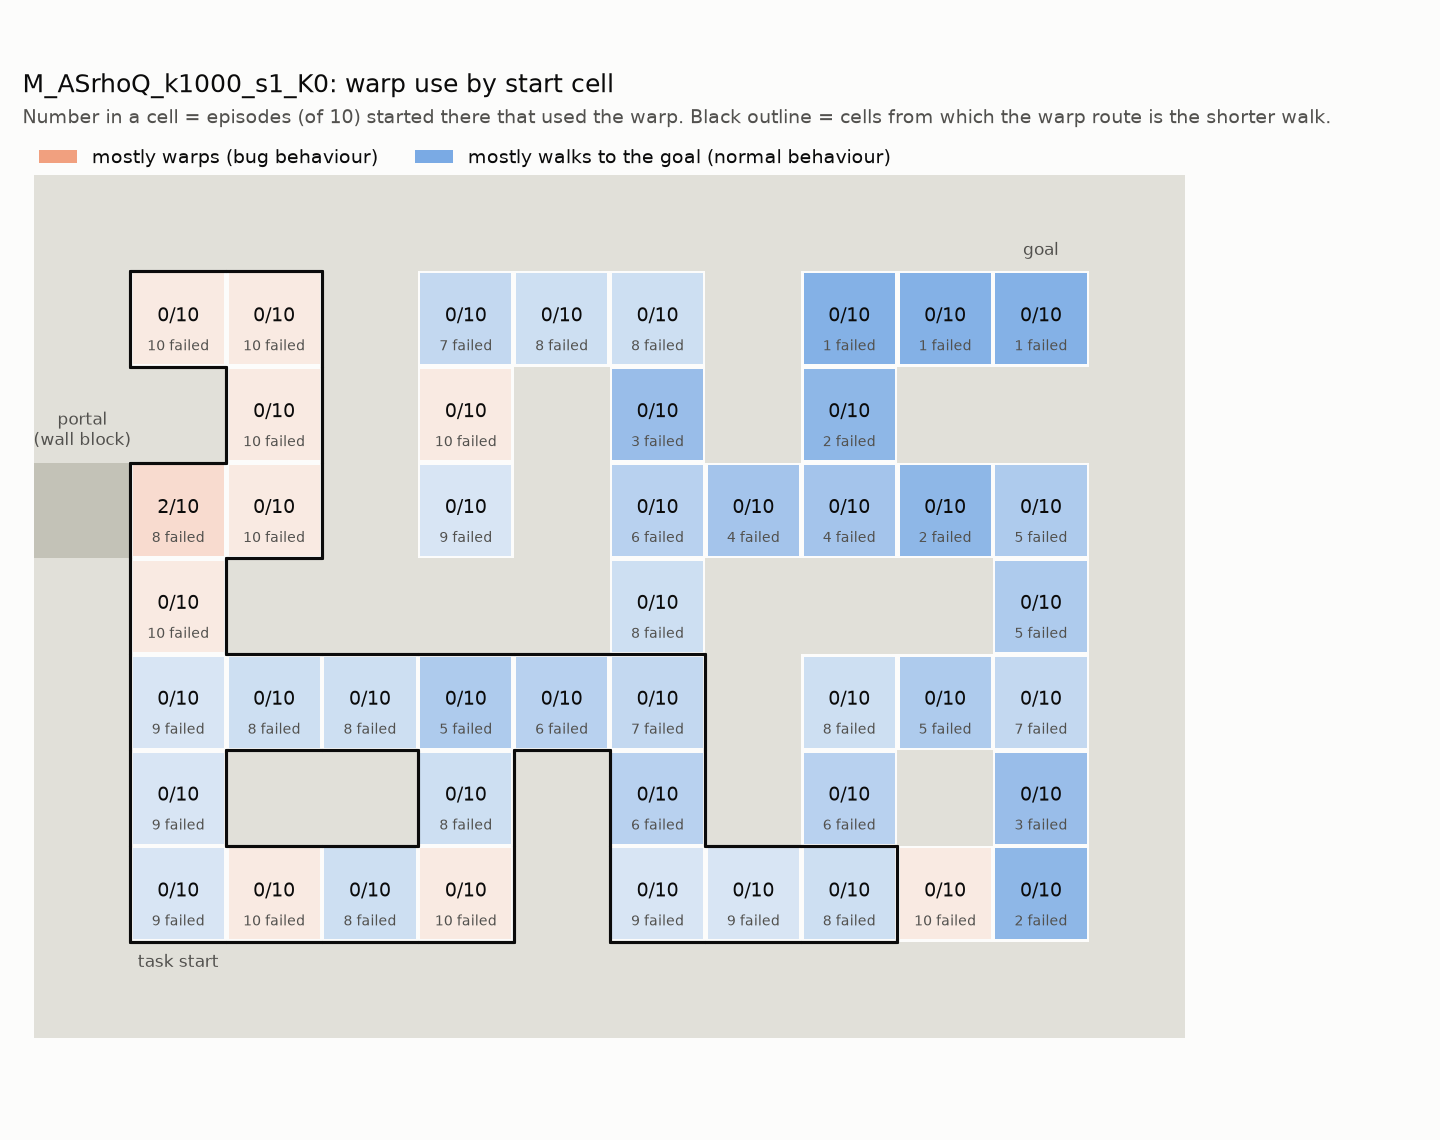 M_ASrhoQ_k1000_s1_K0: warp use by start cell
Number in a cell = episodes (of 10) started there that used the warp. Black outline = cells from which the warp route is the shorter walk.
mostly warps (bug behaviour) mostly walks to the goal (normal behaviour)
goal
0/10 0/10 0/10 0/10 0/10 0/10 0/10 0/10
10 failed 10 failed 7 failed 8 failed 8 failed 1 failed 1 failed 1 failed
portal
(wall block)
0/10 0/10 0/10 0/10
10 failed 10 failed 3 failed 2 failed
2/10 0/10 0/10 0/10 0/10 0/10 0/10 0/10
8 failed 10 failed 9 failed 6 failed 4 failed 4 failed 2 failed 5 failed
0/10 0/10 0/10
10 failed 8 failed 5 failed
0/10 0/10 0/10 0/10 0/10 0/10 0/10 0/10 0/10
9 failed 8 failed 8 failed 5 failed 6 failed 7 failed 8 failed 5 failed 7 failed
0/10 0/10 0/10 0/10 0/10
9 failed 8 failed 6 failed 6 failed 3 failed
0/10 0/10 0/10 0/10 0/10 0/10 0/10 0/10 0/10
9 failed 10 failed 8 failed 10 failed 9 failed 9 failed 8 failed 10 failed 2 failed
task start